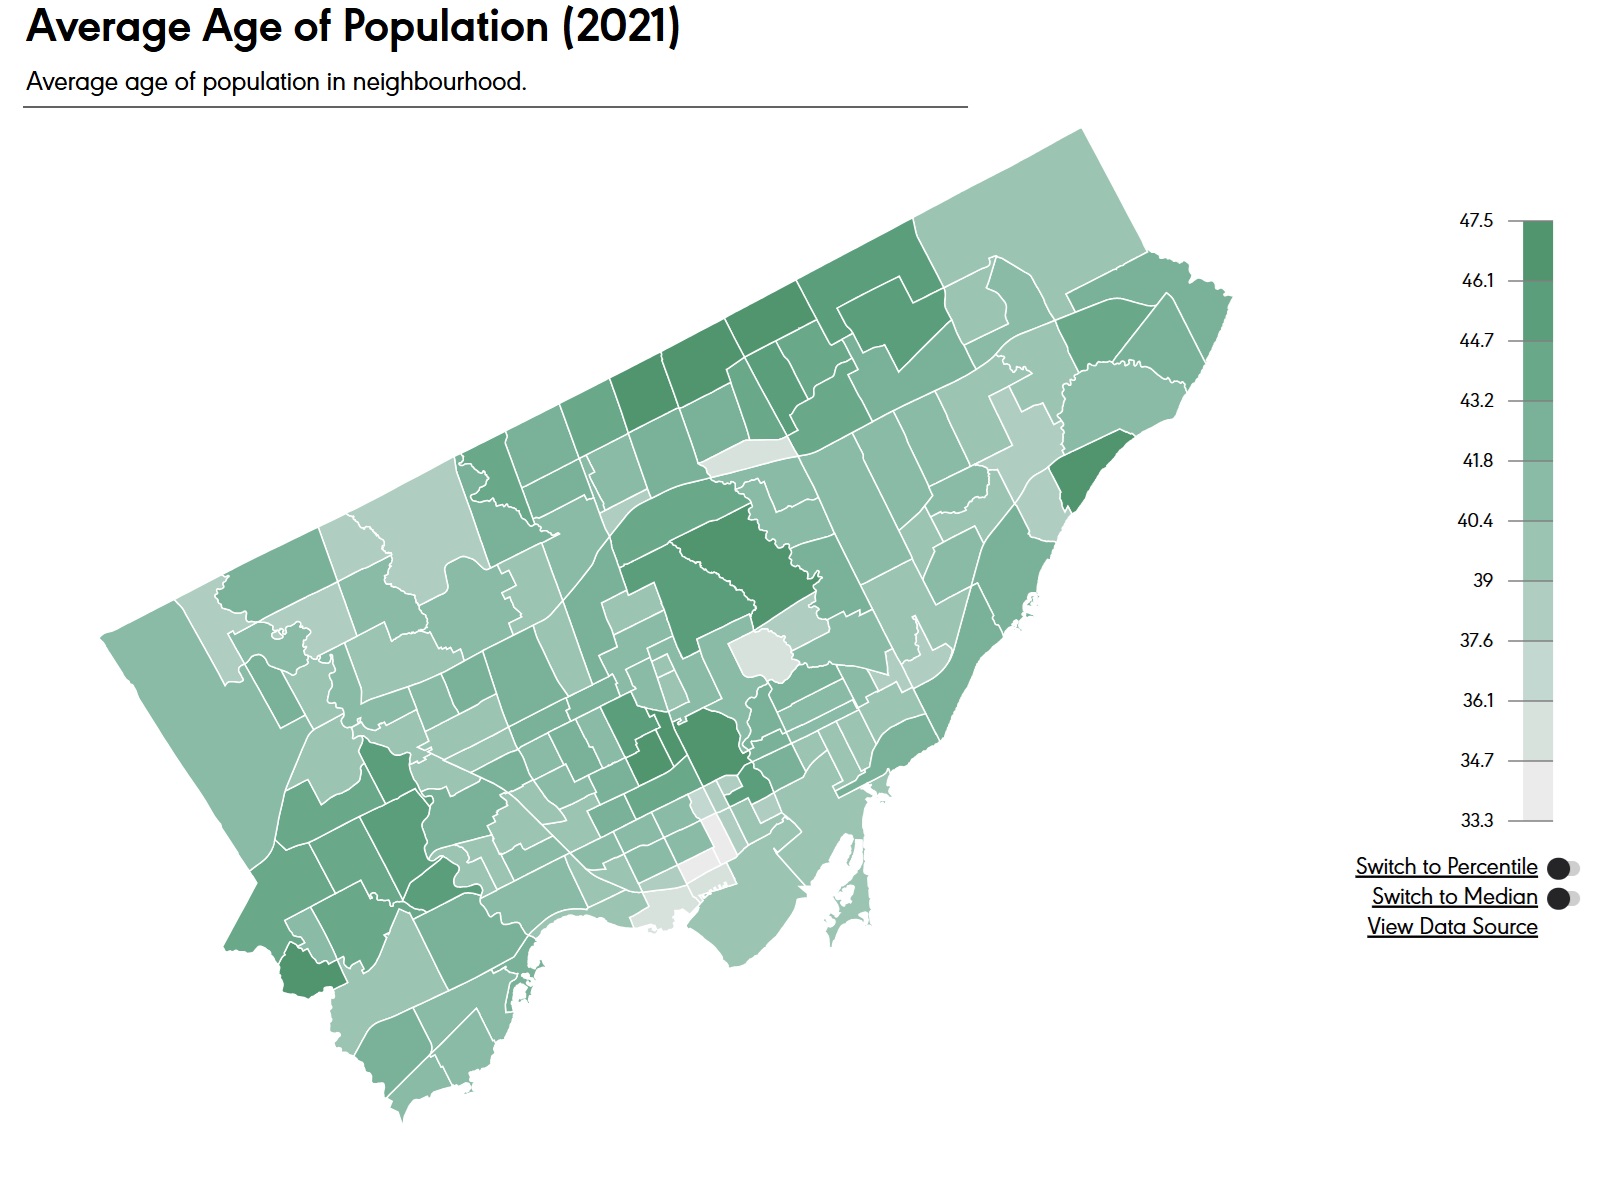 Average Age of Population (2021)
Average age of population in neighbourhood.
47.5
46.1
44.7
43.2
41.8
40.4
39
37.6
36.1
34.7
33.3
Switch to Percentile
Switch to Median
View Data Source